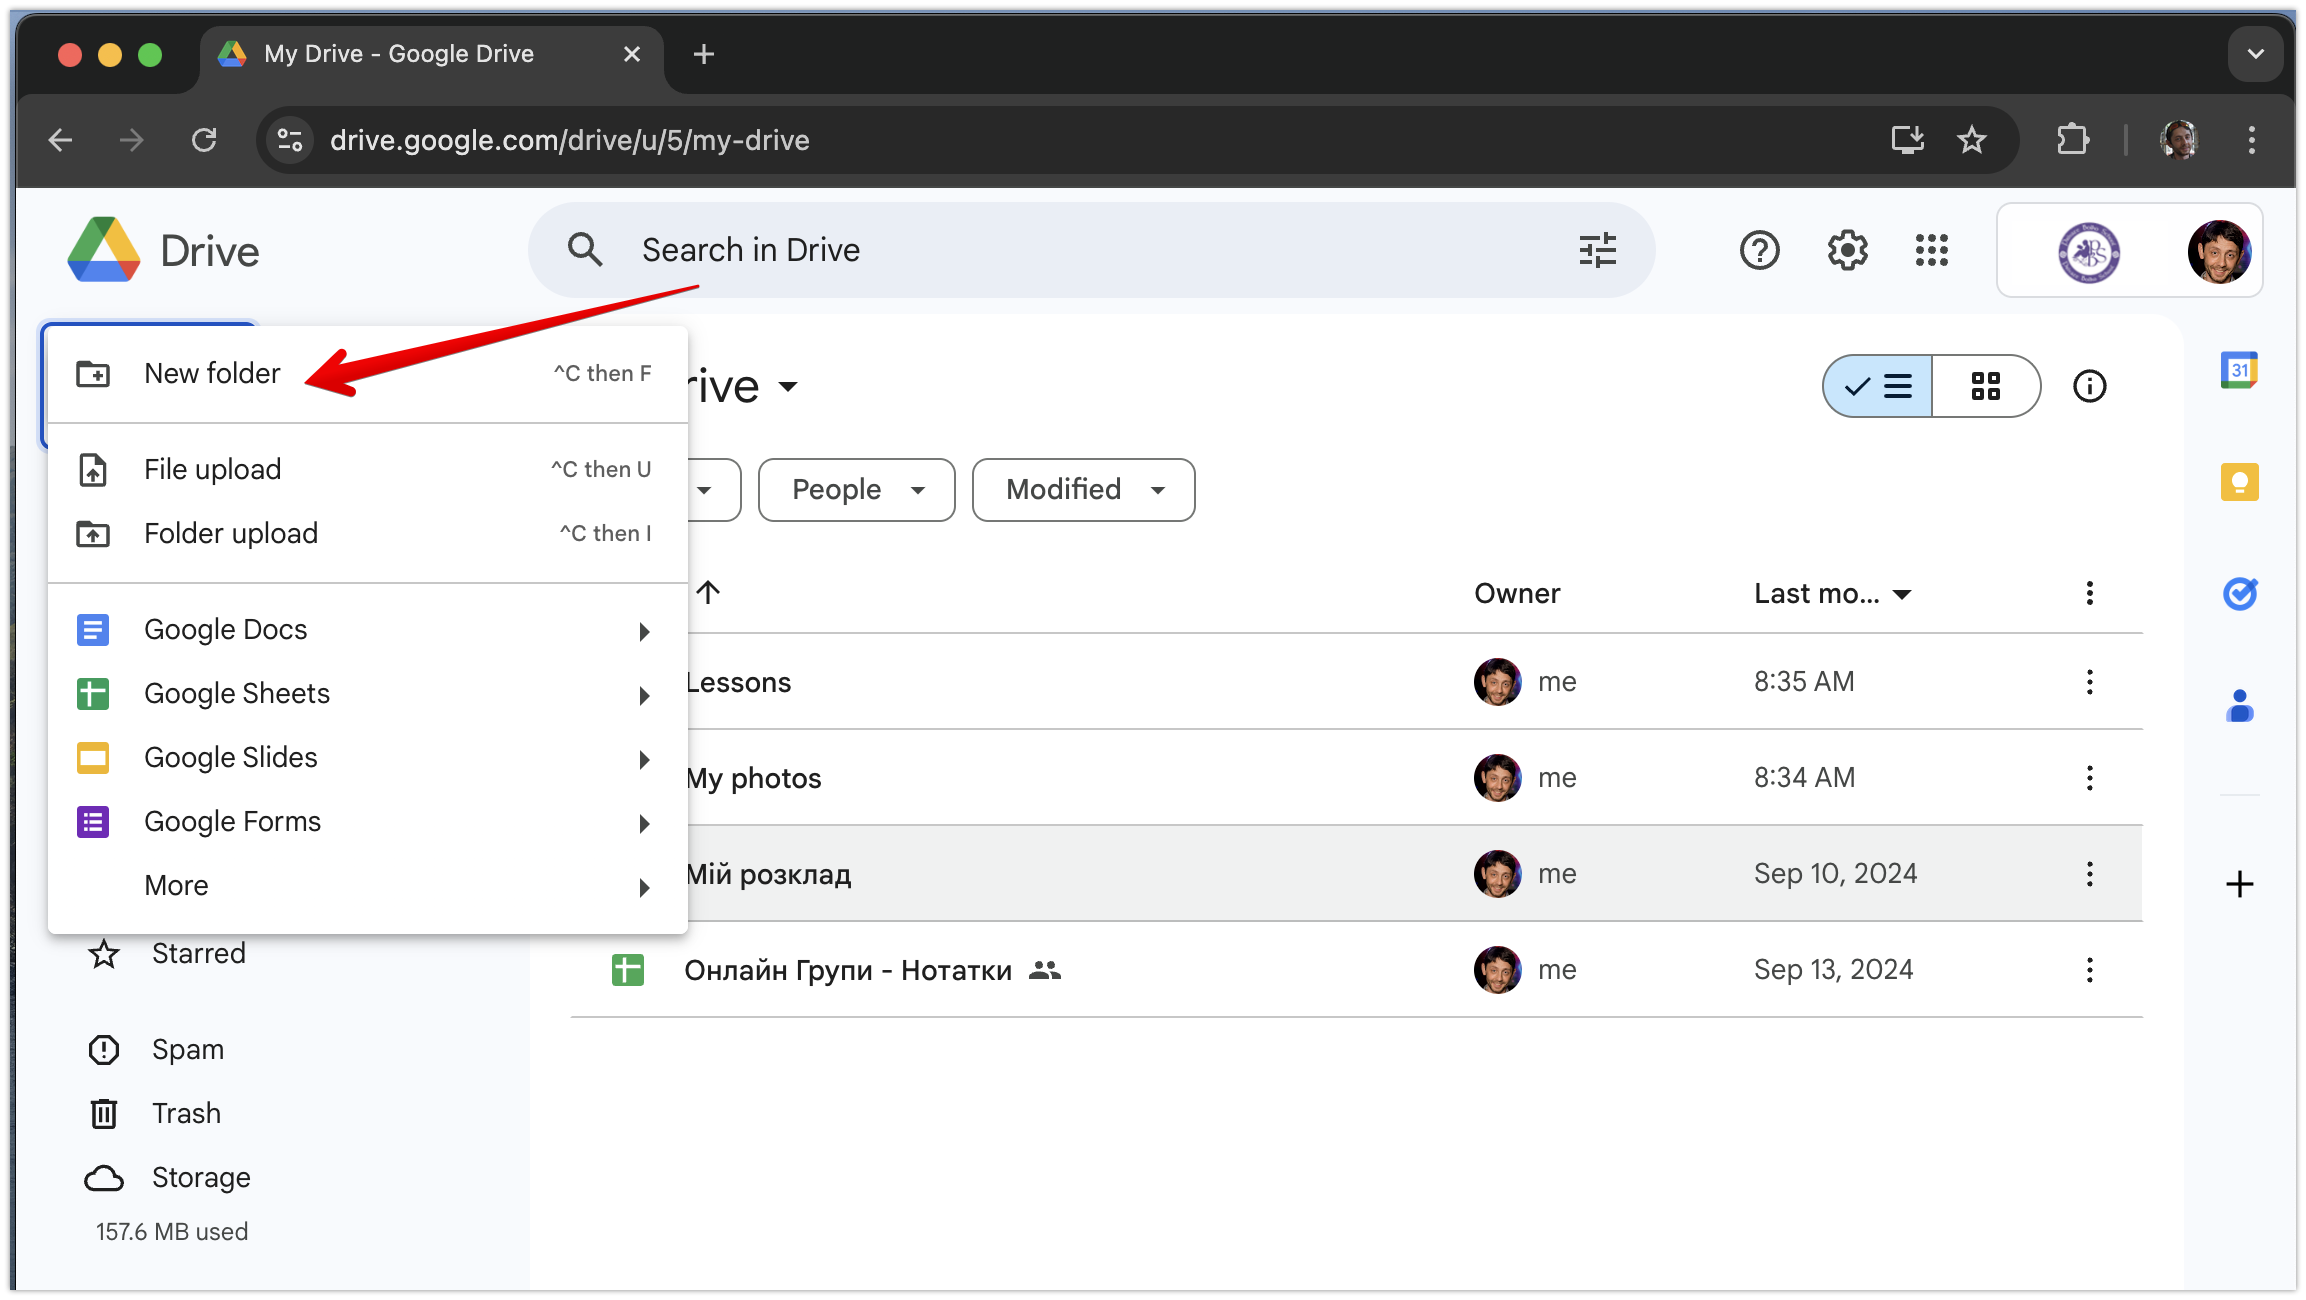 My Drive - Google Drive
drive.google.com/drive/u/5/my-drive
Drive
Search in Drive
New folder ^C then F
File upload ^C then U
Folder upload ^C then I
Google Docs
Google Sheets
Google Slides
Google Forms
More
Starred
Spam
Trash
Storage
157.6 MB used
rive
People
Modified
Owner
Last mo...
Lessons me 8:35 AM
My photos me 8:34 AM
Мій розклад me Sep 10, 2024
Онлайн Групи - Нотатки me Sep 13, 2024
31